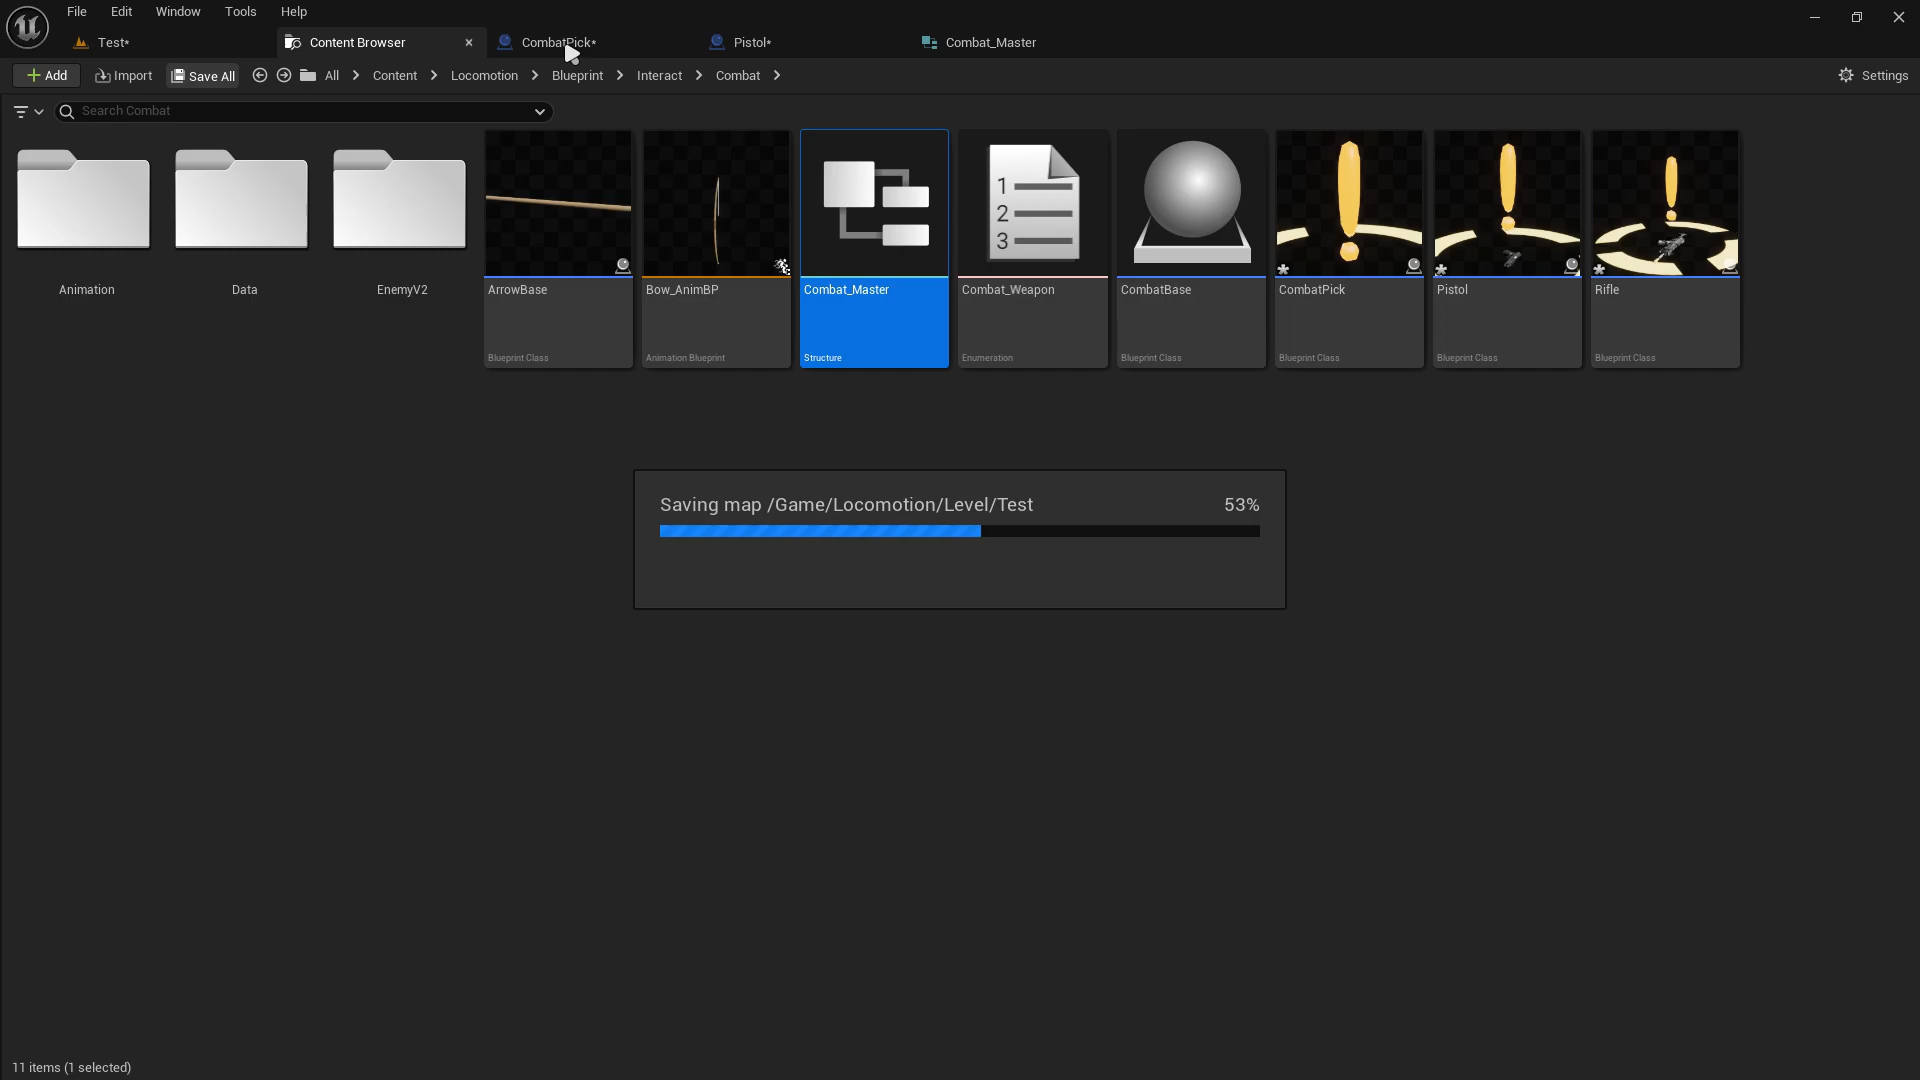 File Edit Window Tools Help
Test* Content Browser CombatPick* Pistol* Combat_Master
Add Import Save All All Content Locomotion Blueprint Interact Combat Settings
Search Combat
1
2
3
Animation Data EnemyV2 ArrowBase Bow_AnimBP Combat_Master Combat_Weapon CombatBase CombatPick Pistol Rifle
Blueprint Class Animation Blueprint Structure Enumeration Blueprint Class Blueprint Class Blueprint Class Blueprint Class
Saving map /Game/Locomotion/Level/Test 53%
11 items (1 selected)